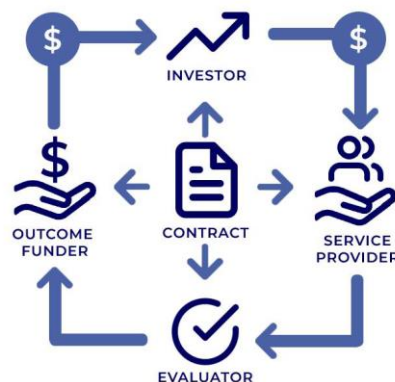 $
$
INVESTOR
$
OUTCOME
FUNDER
CONTRACT
SERVICE
PROVIDER
EVALUATOR